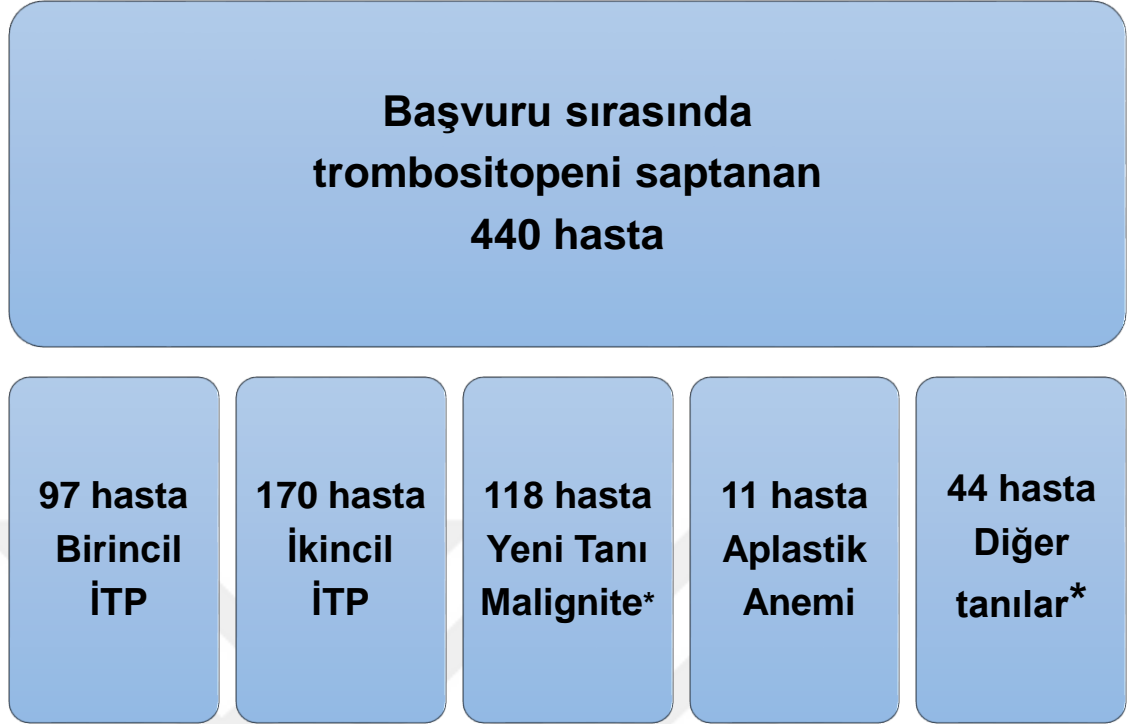 Başvuru sırasında
trombositopeni saptanan
440 hasta
97 hasta
Birincil
İTP
170 hasta
İkincil
İTP
118 hasta
Yeni Tanı
Malignite*
11 hasta
Aplastik
Anemi
44 hasta
Diğer
tanılar*